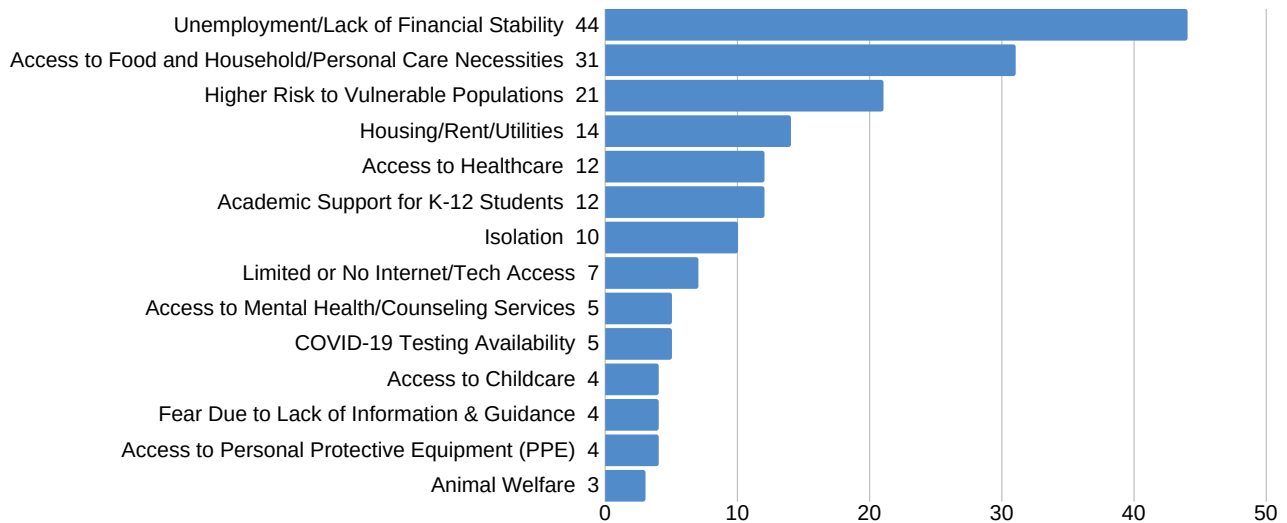 Unemployment/Lack of Financial Stability 44
Access to Food and Household/Personal Care Necessities 31
Higher Risk to Vulnerable Populations 21
Housing/Rent/Utilities 14
Access to Healthcare 12
Academic Support for K-12 Students 12
Isolation 10
Limited or No Internet/Tech Access 7
Access to Mental Health/Counseling Services 5
COVID-19 Testing Availability 5
Access to Childcare 4
Fear Due to Lack of Information & Guidance 4
Access to Personal Protective Equipment (PPE) 4
Animal Welfare 3
0 10 20 30 40 50